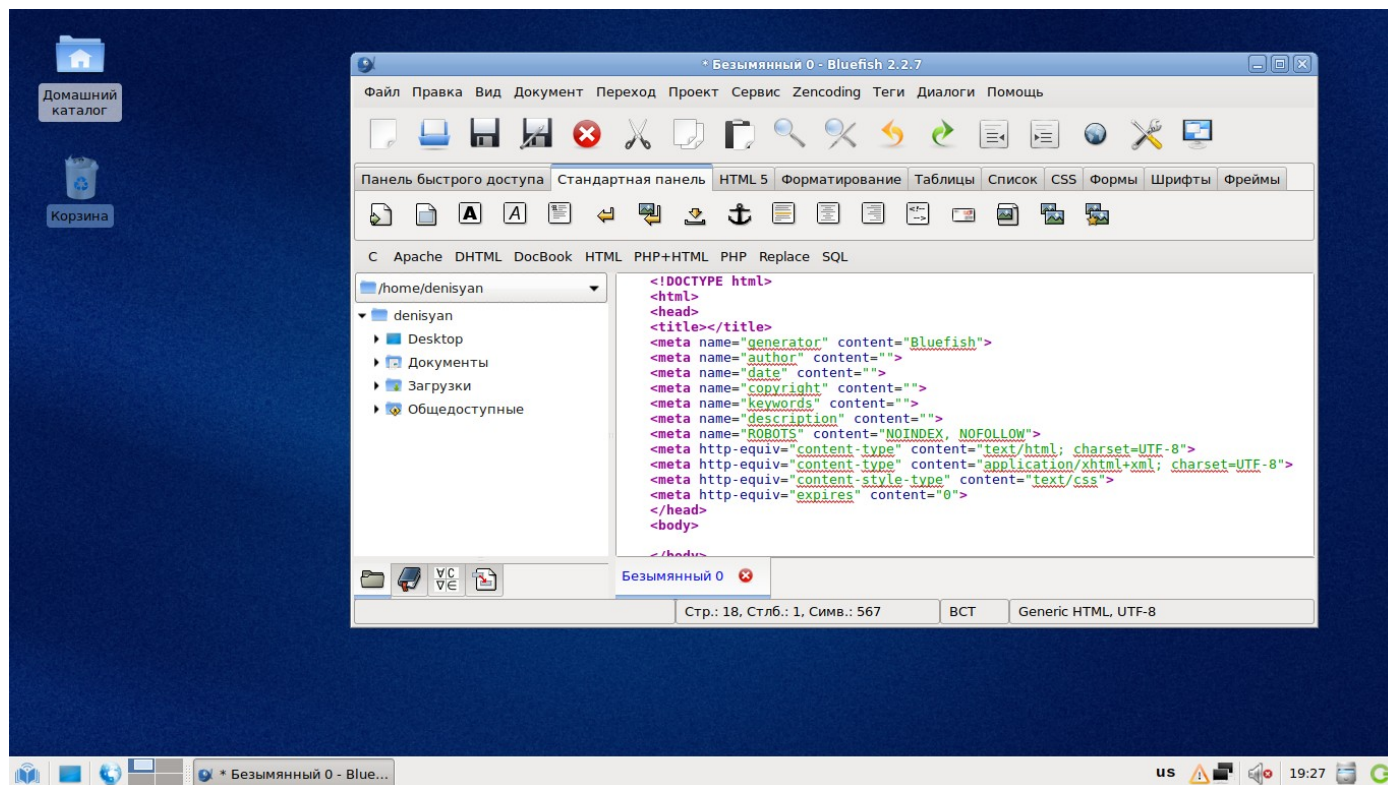 Домашний
каталог
Корзина
* Безымянный 0 - Bluefish 2.2.7
Файл Правка Вид Документ Переход Проект Сервис Zencoding Теги Диалоги Помощь
Панель быстрого доступа Стандартная панель HTML 5 Форматирование Таблицы Список CSS Формы Шрифты Фреймы
C Apache DHTML DocBook HTML PHP+HTML PHP Replace SQL
/home/denisyan
denisyan
Desktop
Документы
Загрузки
Общедоступные
<!DOCTYPE html>
<html>
<head>
<title></title>
<meta name="generator" content="Bluefish">
<meta name="author" content="">
<meta name="date" content="">
<meta name="copyright" content="">
<meta name="keywords" content="">
<meta name="description" content="">
<meta name="ROBOTS" content="NOINDEX, NOFOLLOW">
<meta http-equiv="content-type" content="text/html; charset=UTF-8">
<meta http-equiv="content-type" content="application/xhtml+xml; charset=UTF-8">
<meta http-equiv="content-style-type" content="text/css">
<meta http-equiv="expires" content="0">
</head>
<body>
</body>
Безымянный 0
Стр.: 18, Стлб.: 1, Симв.: 567 ВСТ Generic HTML, UTF-8
* Безымянный 0 - Blue...
us 19:27